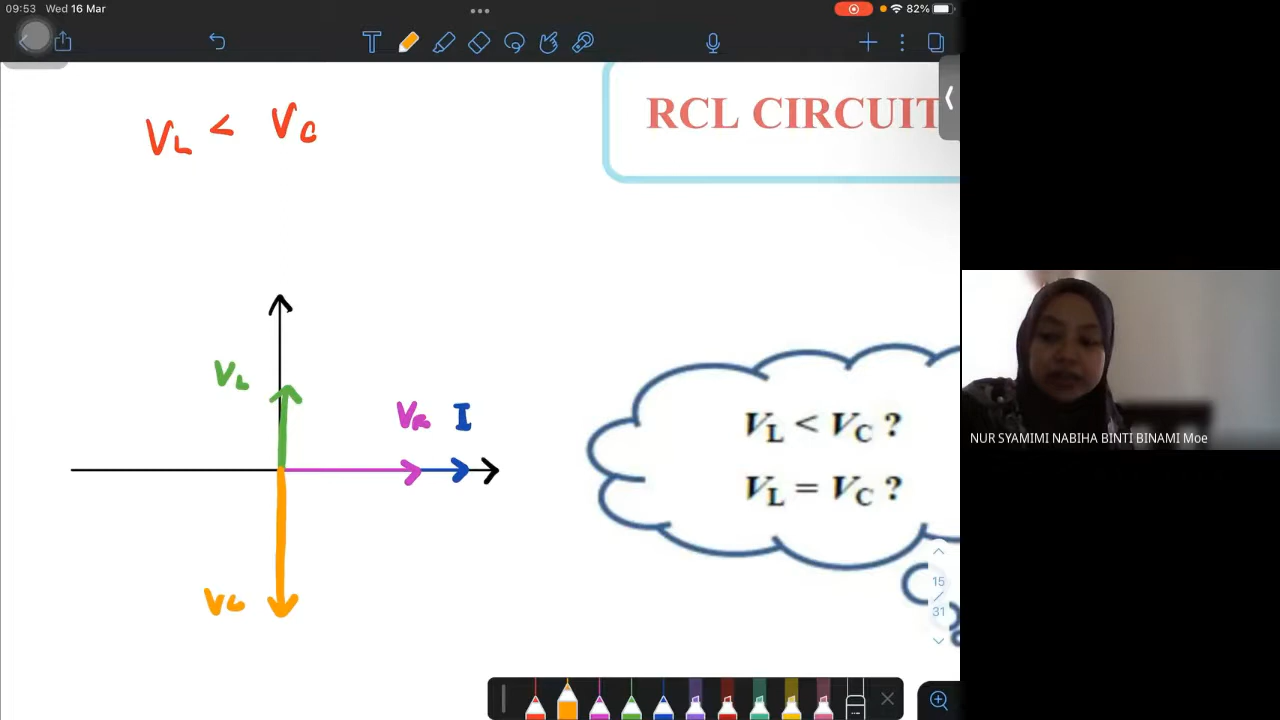 09:53 Wed 16 Mar
82%
T
RCL CIRCUIT
VL < VC
VL
VR I
VC
VL < VC ?
VL = VC ?
15
/
31
NUR SYAMIMI NABIHA BINTI BINAMI Moe